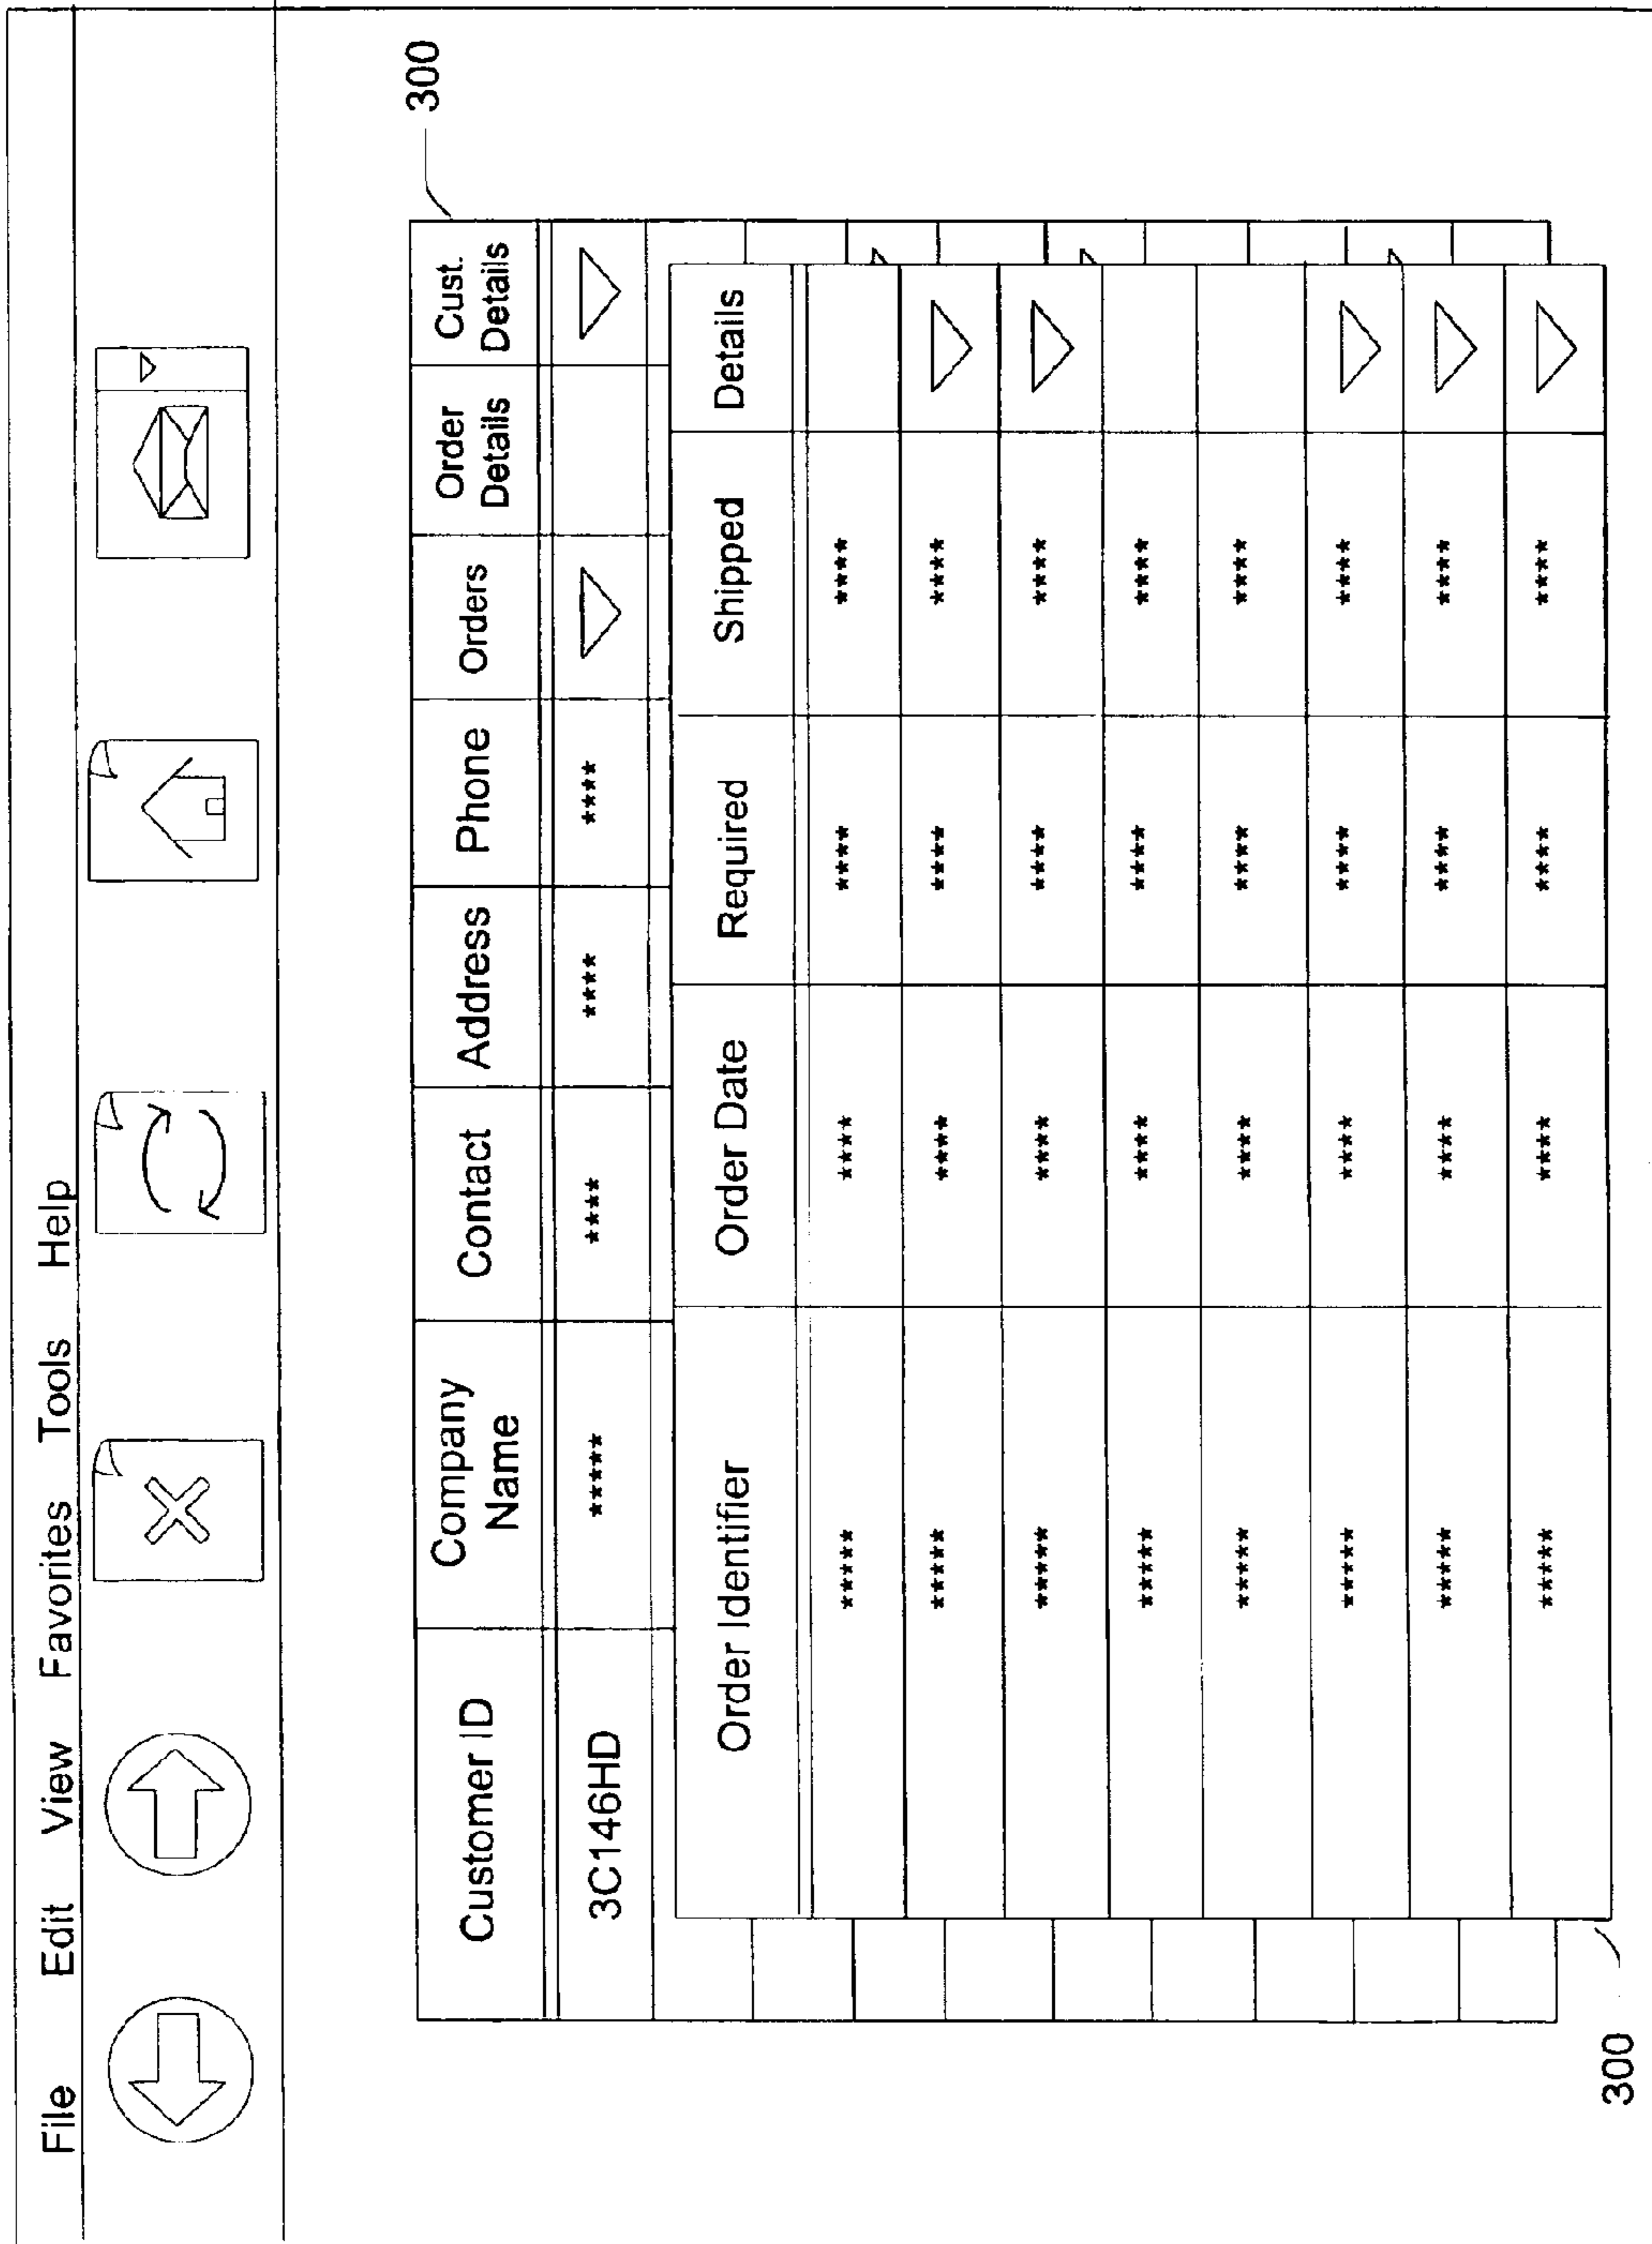 File Edit View Favorites Tools Help
300
Customer ID Company Name Contact Address Phone Orders Order Details Cust. Details
3C146HD ***** **** **** ****
Order Identifier Order Date Required Shipped Details
***** **** **** ****
***** **** **** ****
***** **** **** ****
***** **** **** ****
***** **** **** ****
***** **** **** ****
***** **** **** ****
***** **** **** ****
300